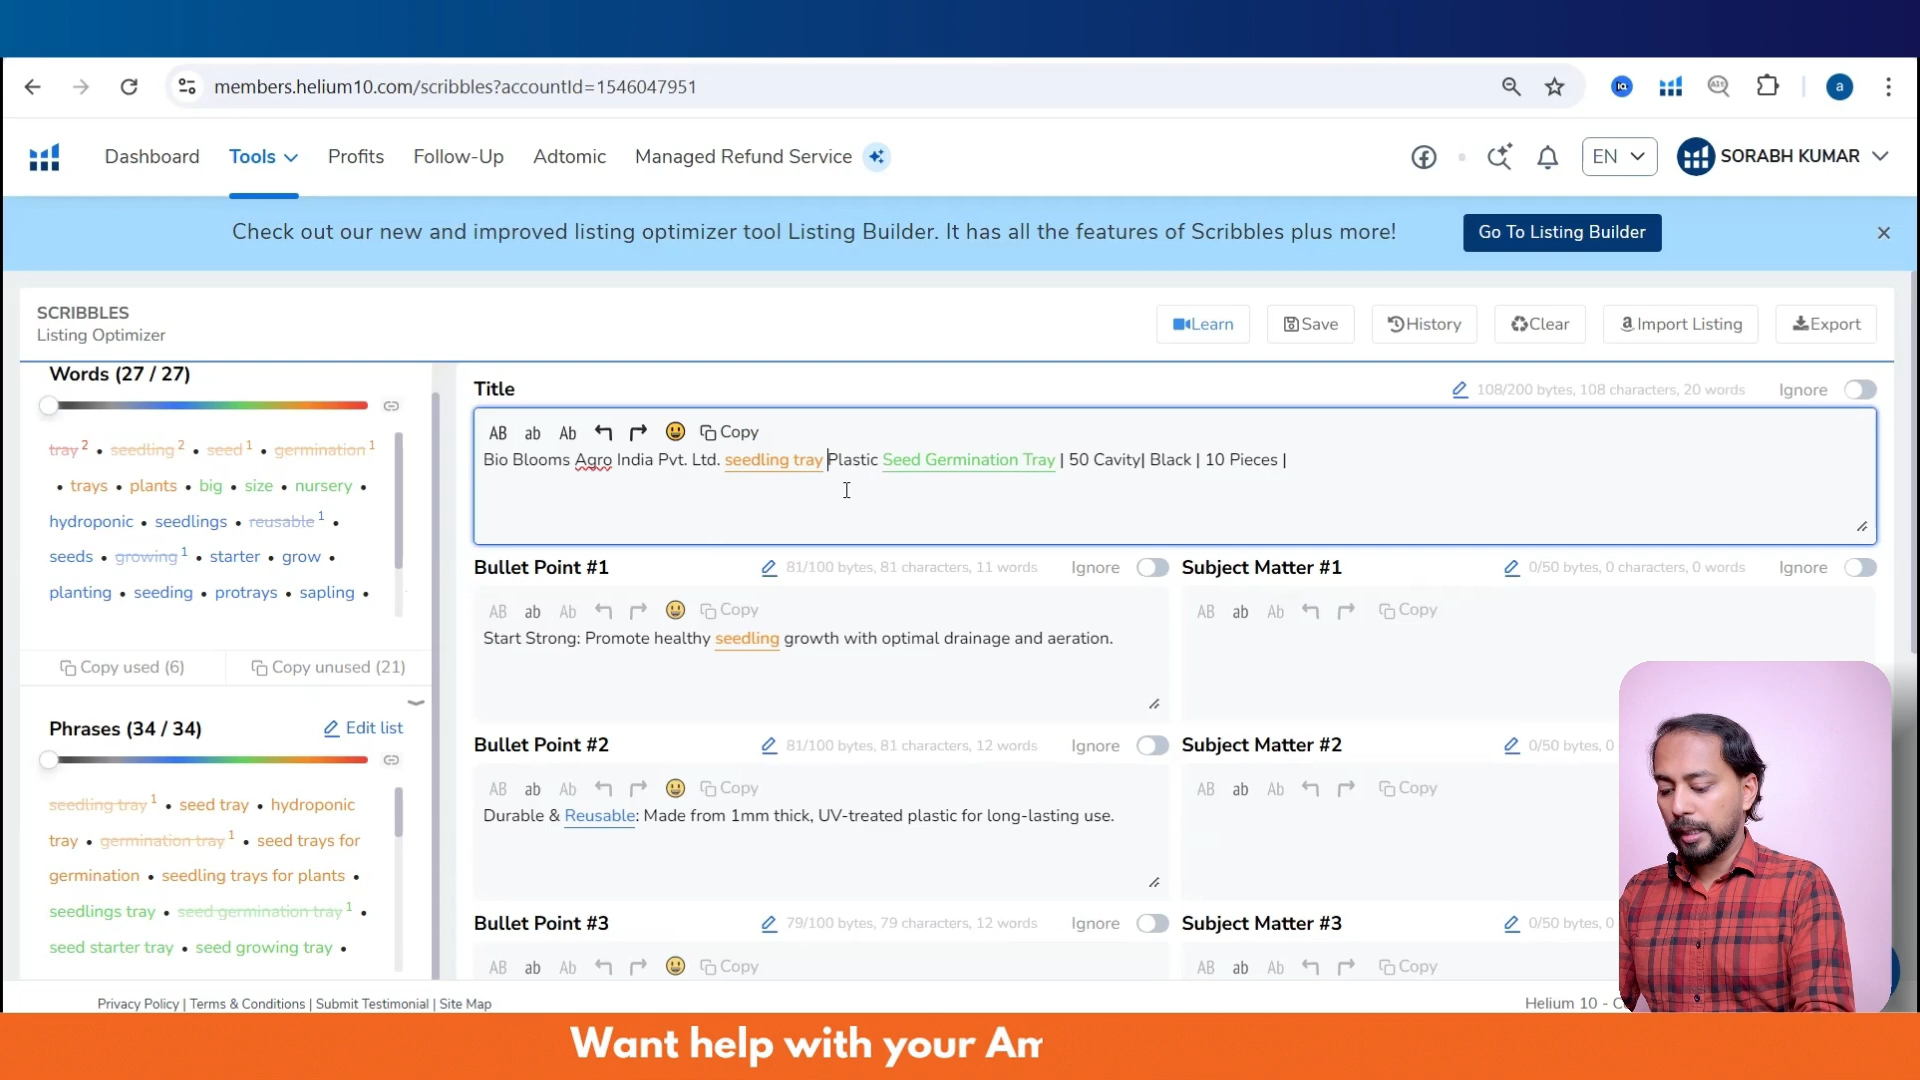 members.helium10.com/scribbles?accountId=1546047951
a
Dashboard Tools Profits Follow-Up Adtomic Managed Refund Service EN SORABH KUMAR
Check out our new and improved listing optimizer tool Listing Builder. It has all the features of Scribbles plus more! Go To Listing Builder
SCRIBBLES
Listing Optimizer
Learn Save History Clear Import Listing Export
Words (27 / 27)
tray 2 • seedling 2 • seed 1 • germination 1
• trays • plants • big • size • nursery •
hydroponic • seedlings • reusable 1 •
seeds • growing 1 • starter • grow •
planting • seeding • protrays • sapling •
Copy used (6) Copy unused (21)
Phrases (34 / 34) Edit list
seedling tray 1 • seed tray • hydroponic
tray • germination tray 1 • seed trays for
germination • seedling trays for plants •
seedlings tray • seed germination tray 1 •
seed starter tray • seed growing tray •
Title 108/200 bytes, 108 characters, 20 words Ignore
AB ab Ab Copy
Bio Blooms Agro India Pvt. Ltd. seedling tray Plastic Seed Germination Tray | 50 Cavity| Black | 10 Pieces |
Bullet Point #1 81/100 bytes, 81 characters, 11 words Ignore
AB ab Ab Copy
Start Strong: Promote healthy seedling growth with optimal drainage and aeration.
Subject Matter #1 0/50 bytes, 0 characters, 0 words Ignore
AB ab Ab Copy
Bullet Point #2 81/100 bytes, 81 characters, 12 words Ignore
AB ab Ab Copy
Durable & Reusable: Made from 1mm thick, UV-treated plastic for long-lasting use.
Subject Matter #2 0/50 bytes, 0
AB ab Ab Copy
Bullet Point #3 79/100 bytes, 79 characters, 12 words Ignore
AB ab Ab Copy
Subject Matter #3 0/50 bytes, 0
AB ab Ab Copy
Privacy Policy | Terms & Conditions | Submit Testimonial | Site Map
Helium 10 - C
Want help with your Am